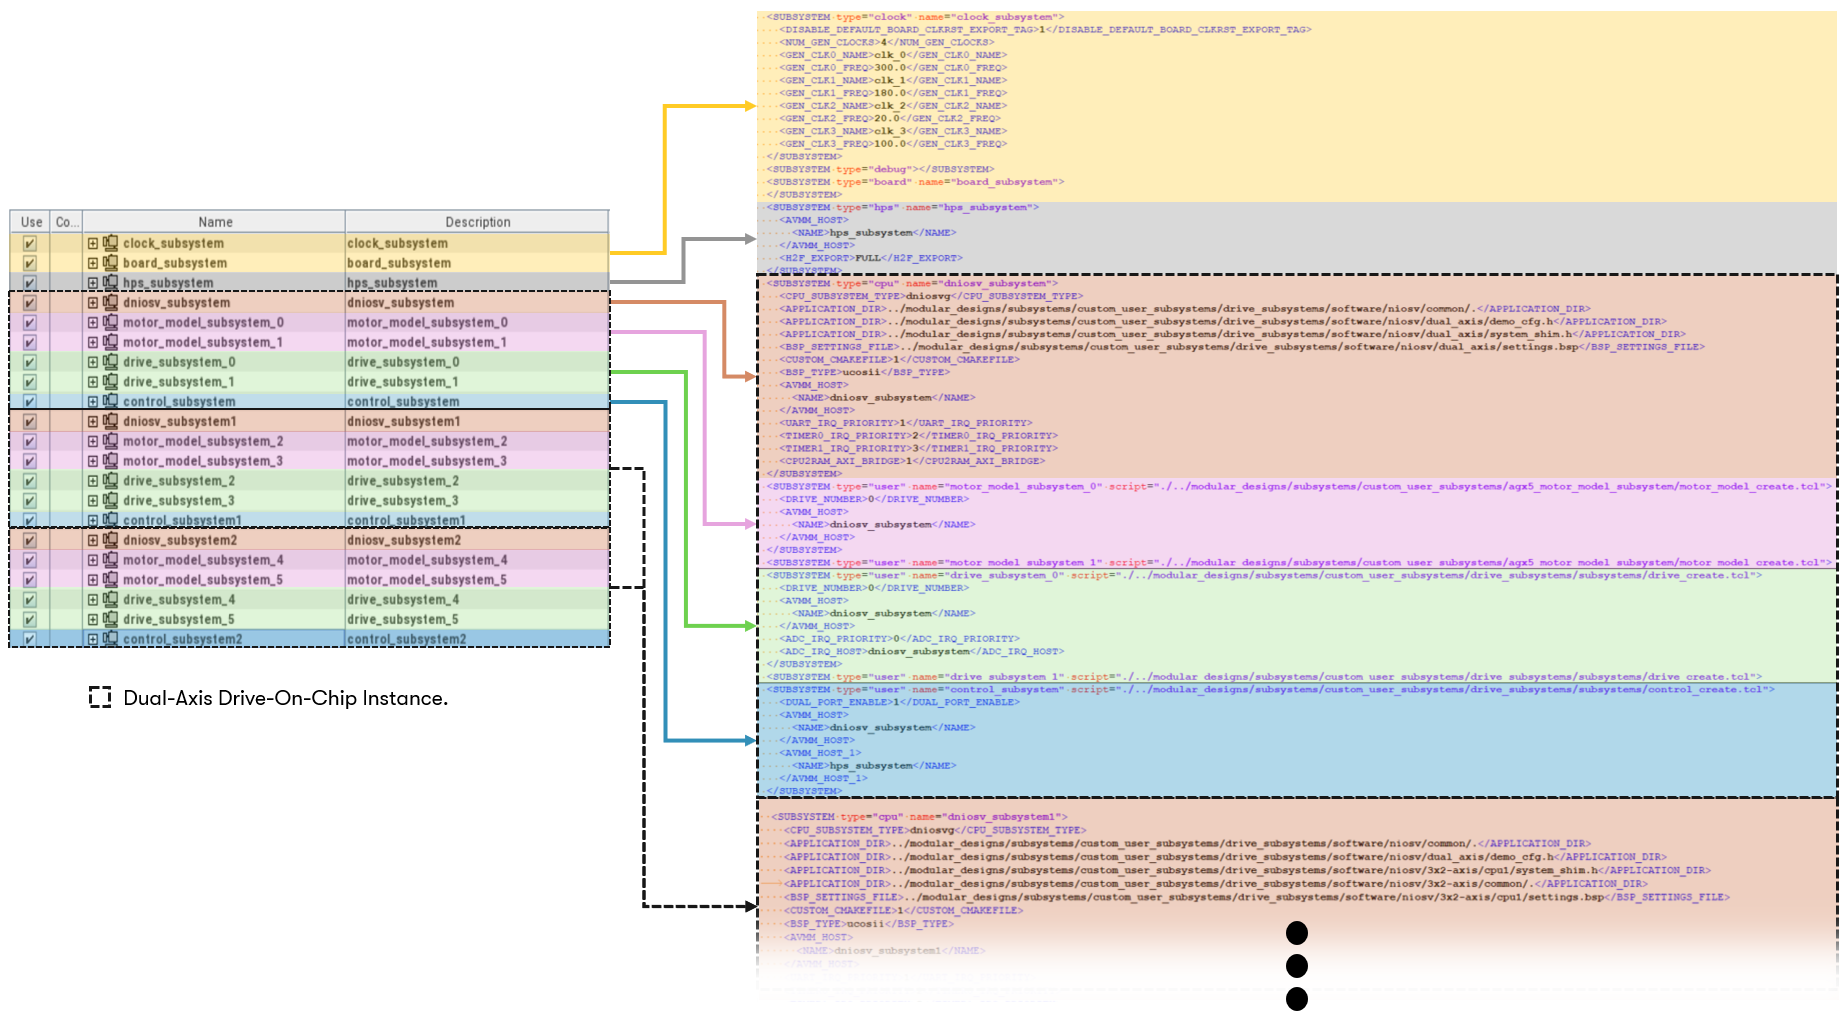 Use Co... Name Description
clock_subsystem clock_subsystem
board_subsystem board_subsystem
hps_subsystem hps_subsystem
dniosv_subsystem dniosv_subsystem
motor_model_subsystem_0 motor_model_subsystem_0
motor_model_subsystem_1 motor_model_subsystem_1
drive_subsystem_0 drive_subsystem_0
drive_subsystem_1 drive_subsystem_1
control_subsystem control_subsystem
dniosv_subsystem1 dniosv_subsystem1
motor_model_subsystem_2 motor_model_subsystem_2
motor_model_subsystem_3 motor_model_subsystem_3
drive_subsystem_2 drive_subsystem_2
drive_subsystem_3 drive_subsystem_3
control_subsystem1 control_subsystem1
dniosv_subsystem2 dniosv_subsystem2
motor_model_subsystem_4 motor_model_subsystem_4
motor_model_subsystem_5 motor_model_subsystem_5
drive_subsystem_4 drive_subsystem_4
drive_subsystem_5 drive_subsystem_5
control_subsystem2 control_subsystem2
Dual-Axis Drive-On-Chip Instance.
<SUBSYSTEM type="clock" name="clock_subsystem">
<DISABLE_DEFAULT_BOARD_CLKRST_EXPORT_TAG>1</DISABLE_DEFAULT_BOARD_CLKRST_EXPORT_TAG>
<NUM_GEN_CLOCKS>4</NUM_GEN_CLOCKS>
<GEN_CLK0_NAME>clk_0</GEN_CLK0_NAME>
<GEN_CLK0_FREQ>300.0</GEN_CLK0_FREQ>
<GEN_CLK1_NAME>clk_1</GEN_CLK1_NAME>
<GEN_CLK1_FREQ>180.0</GEN_CLK1_FREQ>
<GEN_CLK2_NAME>clk_2</GEN_CLK2_NAME>
<GEN_CLK2_FREQ>20.0</GEN_CLK2_FREQ>
<GEN_CLK3_NAME>clk_3</GEN_CLK3_NAME>
<GEN_CLK3_FREQ>100.0</GEN_CLK3_FREQ>
</SUBSYSTEM>
<SUBSYSTEM type="debug"></SUBSYSTEM>
<SUBSYSTEM type="board" name="board_subsystem">
</SUBSYSTEM>
<SUBSYSTEM type="hps" name="hps_subsystem">
<AVMM_HOST>
<NAME>hps_subsystem</NAME>
</AVMM_HOST>
<H2F_EXPORT>FULL</H2F_EXPORT>
</SUBSYSTEM>
<SUBSYSTEM type="cpu" name="dniosv_subsystem">
<CPU_SUBSYSTEM_TYPE>dniosvg</CPU_SUBSYSTEM_TYPE>
<APPLICATION_DIR>../modular_designs/subsystems/custom_user_subsystems/drive_subsystems/software/niosv/common/.</APPLICATION_DIR>
<APPLICATION_DIR>../modular_designs/subsystems/custom_user_subsystems/drive_subsystems/software/niosv/dual_axis/demo_cfg.h</APPLICATION_DIR>
<APPLICATION_DIR>../modular_designs/subsystems/custom_user_subsystems/drive_subsystems/software/niosv/dual_axis/system_shim.h</APPLICATION_DIR>
<BSP_SETTINGS_FILE>../modular_designs/subsystems/custom_user_subsystems/drive_subsystems/software/niosv/dual_axis/settings.bsp</BSP_SETTINGS_FILE>
<CUSTOM_CMAKEFILE>1</CUSTOM_CMAKEFILE>
<BSP_TYPE>ucosii</BSP_TYPE>
<AVMM_HOST>
<NAME>dniosv_subsystem</NAME>
</AVMM_HOST>
<UART_IRQ_PRIORITY>1</UART_IRQ_PRIORITY>
<TIMER0_IRQ_PRIORITY>2</TIMER0_IRQ_PRIORITY>
<TIMER1_IRQ_PRIORITY>3</TIMER1_IRQ_PRIORITY>
<CPU2RAM_AXI_BRIDGE>1</CPU2RAM_AXI_BRIDGE>
</SUBSYSTEM>
<SUBSYSTEM type="user" name="motor_model_subsystem_0" script="./../modular_designs/subsystems/custom_user_subsystems/agx5_motor_model_subsystem/motor_model_create.tcl">
<DRIVE_NUMBER>0</DRIVE_NUMBER>
<AVMM_HOST>
<NAME>dniosv_subsystem</NAME>
</AVMM_HOST>
</SUBSYSTEM>
<SUBSYSTEM type="user" name="motor_model_subsystem_1" script="./../modular_designs/subsystems/custom_user_subsystems/agx5_motor_model_subsystem/motor_model_create.tcl">
<SUBSYSTEM type="user" name="drive_subsystem_0" script="./../modular_designs/subsystems/custom_user_subsystems/drive_subsystems/subsystems/drive_create.tcl">
<DRIVE_NUMBER>0</DRIVE_NUMBER>
<AVMM_HOST>
<NAME>dniosv_subsystem</NAME>
</AVMM_HOST>
<ADC_IRQ_PRIORITY>0</ADC_IRQ_PRIORITY>
<ADC_IRQ_HOST>dniosv_subsystem</ADC_IRQ_HOST>
</SUBSYSTEM>
<SUBSYSTEM type="user" name="drive_subsystem_1" script="./../modular_designs/subsystems/custom_user_subsystems/drive_subsystems/subsystems/drive_create.tcl">
<SUBSYSTEM type="user" name="control_subsystem" script="./../modular_designs/subsystems/custom_user_subsystems/drive_subsystems/subsystems/control_create.tcl">
<DUAL_PORT_ENABLE>1</DUAL_PORT_ENABLE>
<AVMM_HOST>
<NAME>dniosv_subsystem</NAME>
</AVMM_HOST>
<AVMM_HOST_1>
<NAME>hps_subsystem</NAME>
</AVMM_HOST_1>
</SUBSYSTEM>
<SUBSYSTEM type="cpu" name="dniosv_subsystem1">
<CPU_SUBSYSTEM_TYPE>dniosvg</CPU_SUBSYSTEM_TYPE>
<APPLICATION_DIR>../modular_designs/subsystems/custom_user_subsystems/drive_subsystems/software/niosv/common/.</APPLICATION_DIR>
<APPLICATION_DIR>../modular_designs/subsystems/custom_user_subsystems/drive_subsystems/software/niosv/dual_axis/demo_cfg.h</APPLICATION_DIR>
<APPLICATION_DIR>../modular_designs/subsystems/custom_user_subsystems/drive_subsystems/software/niosv/3x2-axis/cpu1/system_shim.h</APPLICATION_DIR>
<APPLICATION_DIR>../modular_designs/subsystems/custom_user_subsystems/drive_subsystems/software/niosv/3x2-axis/common/.</APPLICATION_DIR>
<BSP_SETTINGS_FILE>../modular_designs/subsystems/custom_user_subsystems/drive_subsystems/software/niosv/3x2-axis/cpu1/settings.bsp</BSP_SETTINGS_FILE>
<CUSTOM_CMAKEFILE>1</CUSTOM_CMAKEFILE>
<BSP_TYPE>ucosii</BSP_TYPE>
<AVMM_HOST>
<NAME>dniosv_subsystem1</NAME>
</AVMM_HOST>